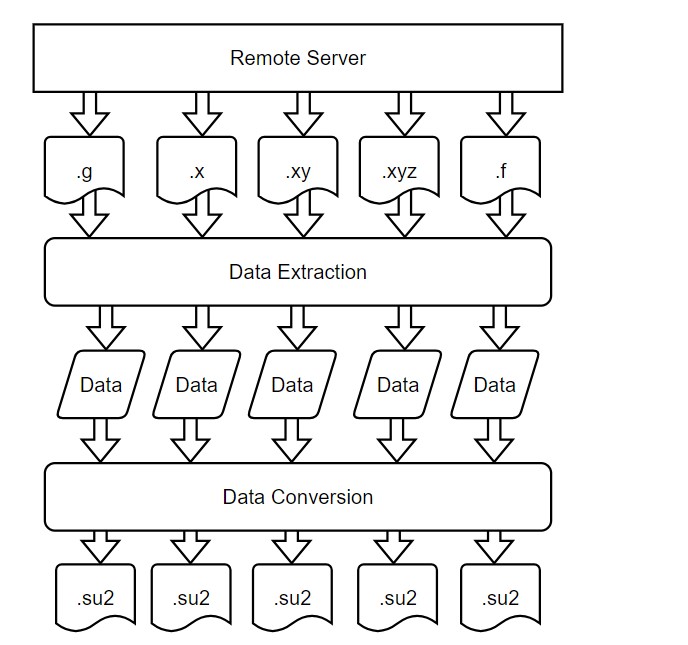 Remote Server
.g .x .xy .xyz .f
Data Extraction
Data Data Data Data Data
Data Conversion
.su2 .su2 .su2 .su2 .su2